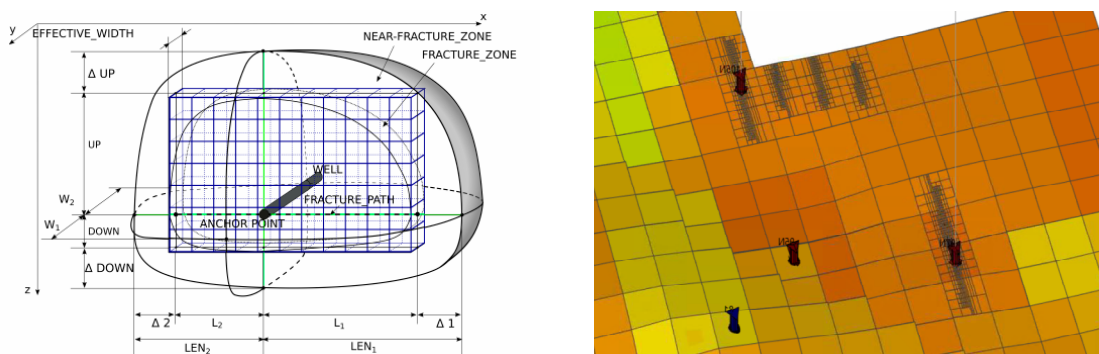 y
x
EFFECTIVE_WIDTH
NEAR-FRACTURE_ZONE
FRACTURE_ZONE
Δ UP
UP
WELL
W₂
FRACTURE_PATH
W₁
ANCHOR POINT
DOWN
Δ DOWN
z
Δ 2
L₂
L₁
Δ 1
LEN₂
LEN₁